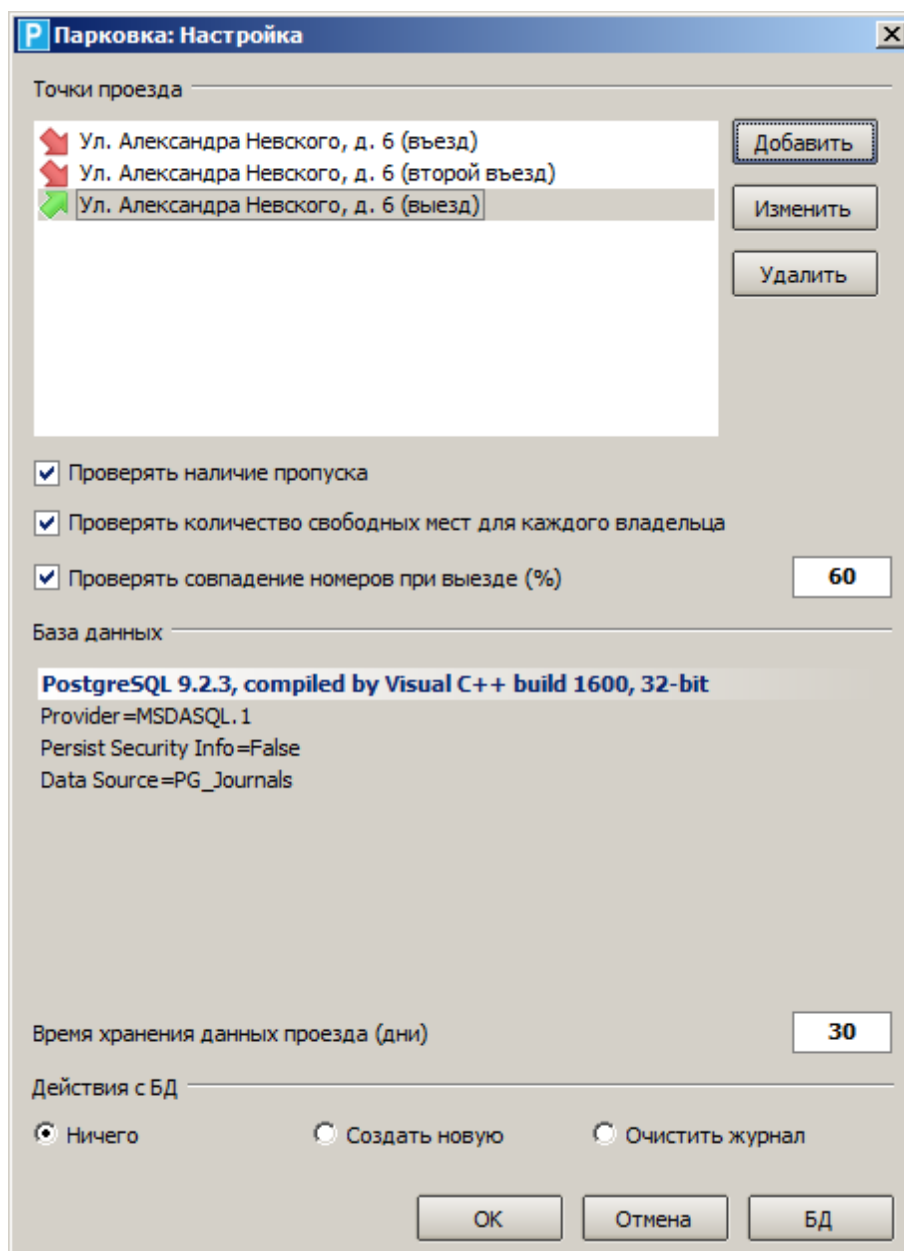 P Парковка: Настройка
Точки проезда
Ул. Александра Невского, д. 6 (въезд)
Добавить
Ул. Александра Невского, д. 6 (второй въезд)
Ул. Александра Невского, д. 6 (выезд)
Изменить
Удалить
Проверять наличие пропуска
Проверять количество свободных мест для каждого владельца
Проверять совпадение номеров при выезде (%) 60
База данных
PostgreSQL 9.2.3, compiled by Visual C++ build 1600, 32-bit
Provider=MSDASQL.1
Persist Security Info=False
Data Source=PG_Journals
Время хранения данных проезда (дни) 30
Действия с БД
Ничего Создать новую Очистить журнал
ОК Отмена БД